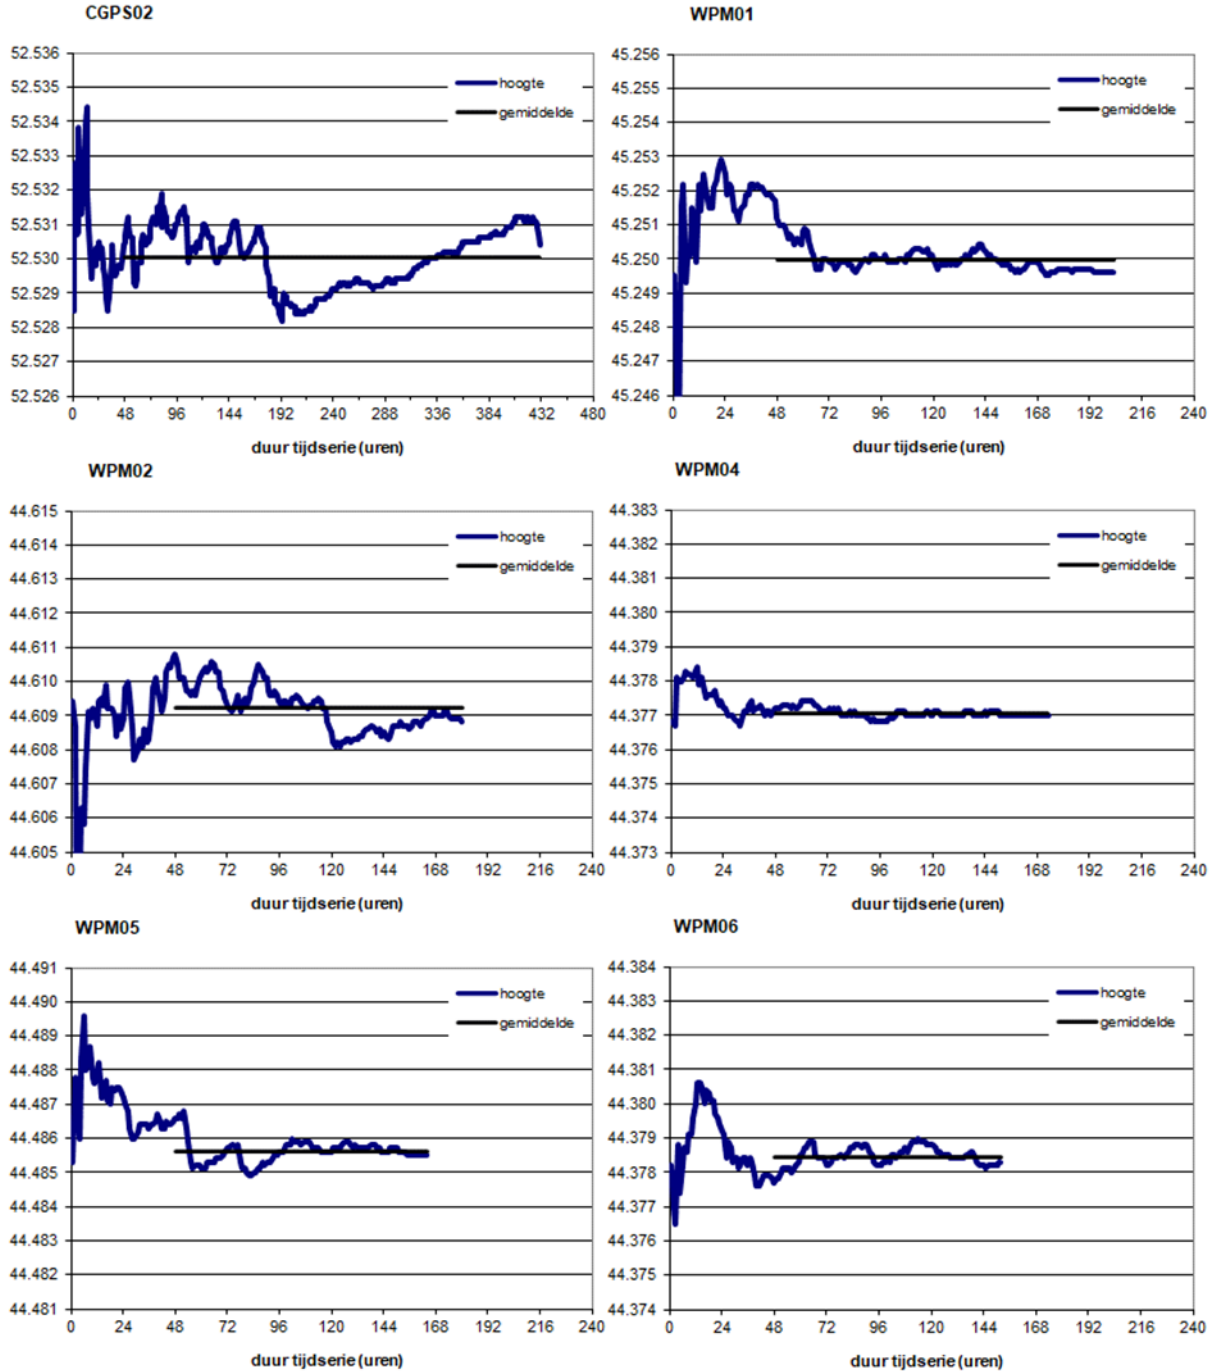 CGPS02
52.536
52.535
52.534
52.533
52.532
52.531
52.530
52.529
52.528
52.527
52.526
hoogte
gemiddelde
0 48 96 144 192 240 288 336 384 432 480
duur tijdserie (uren)
WPM01
45.256
45.255
45.254
45.253
45.252
45.251
45.250
45.249
45.248
45.247
45.246
hoogte
gemiddelde
0 24 48 72 96 120 144 168 192 216 240
duur tijdserie (uren)
WPM02
44.615
44.614
44.613
44.612
44.611
44.610
44.609
44.608
44.607
44.606
44.605
hoogte
gemiddelde
0 24 48 72 96 120 144 168 192 216 240
duur tijdserie (uren)
WPM04
44.383
44.382
44.381
44.380
44.379
44.378
44.377
44.376
44.375
44.374
44.373
hoogte
gemiddelde
0 24 48 72 96 120 144 168 192 216 240
duur tijdserie (uren)
WPM05
44.491
44.490
44.489
44.488
44.487
44.486
44.485
44.484
44.483
44.482
44.481
hoogte
gemiddelde
0 24 48 72 96 120 144 168 192 216 240
duur tijdserie (uren)
WPM06
44.384
44.383
44.382
44.381
44.380
44.379
44.378
44.377
44.376
44.375
44.374
hoogte
gemiddelde
0 24 48 72 96 120 144 168 192 216 240
duur tijdserie (uren)